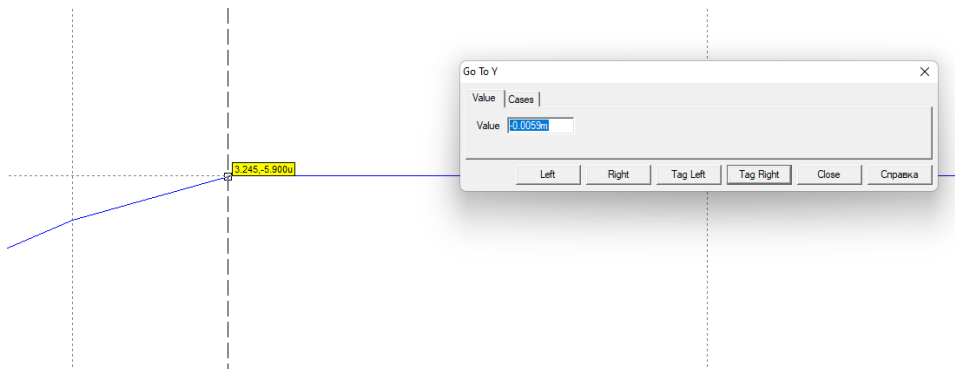 Go To Y
Value Cases
Value -0.0059m
3.245,-5.900u
Left Right Tag Left Tag Right Close Справка